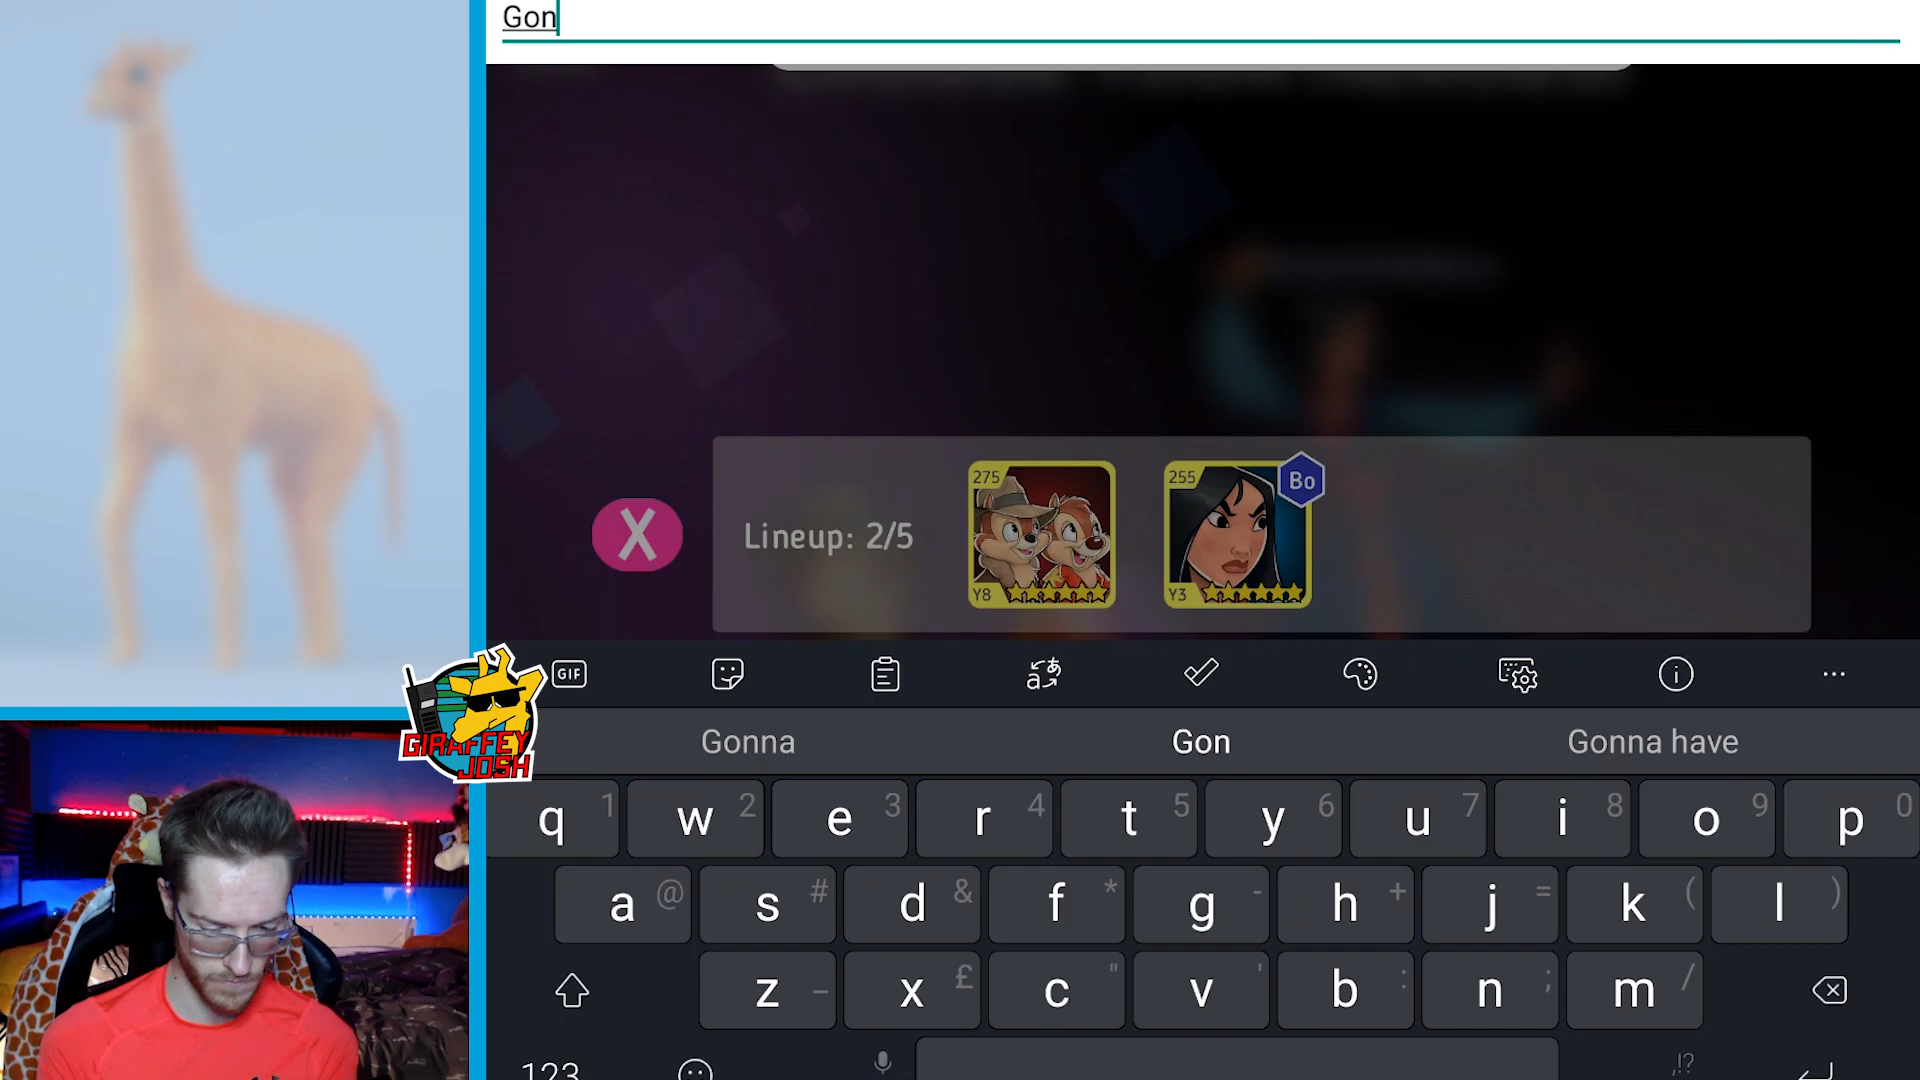 Gon
275
255
Bo
X
Lineup: 2/5
Y8
Y3
GIF
GIRAFFEY
JOSH
Gonna Gon Gonna have
q 1 w 2 e 3 r 4 t 5 y 6 u 7 i 8 o 9 p 0
a @ s # d & f * g - h + j = k ( l )
z _ x £ c " v ' b : n ; m /
123 ,!?